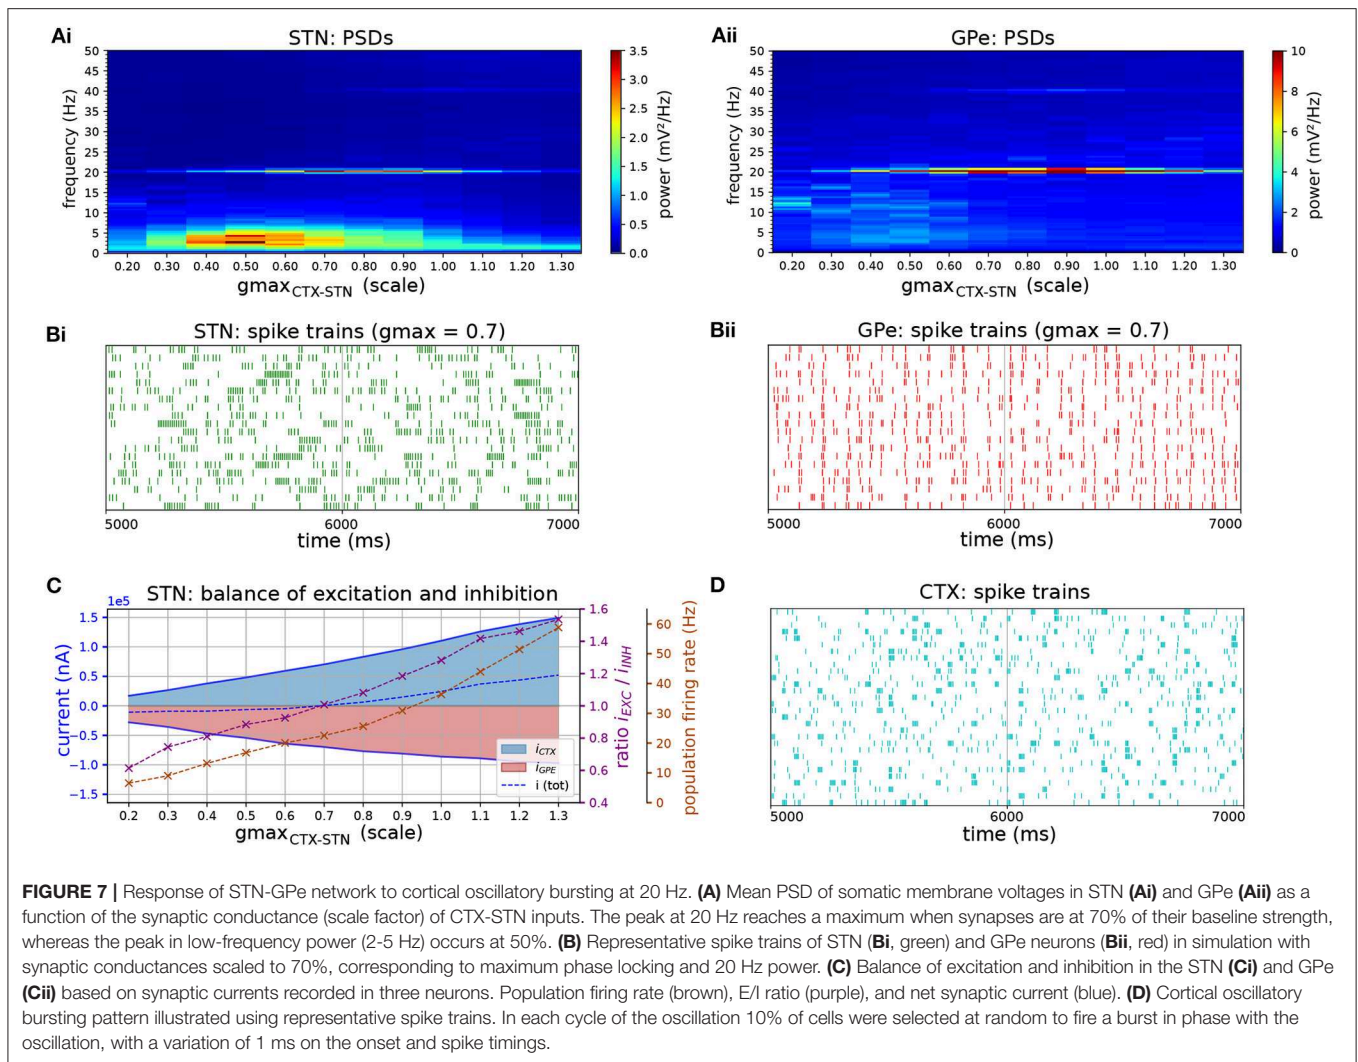 Ai
STN: PSDs
50
45
40
35
30
25
20
15
10
5
0
frequency (Hz)
0.20 0.30 0.40 0.50 0.60 0.70 0.80 0.90 1.00 1.10 1.20 1.30
gmaxCTX-STN (scale)
3.5
3.0
2.5
2.0
1.5
1.0
0.5
0.0
power (mV²/Hz)
Aii
GPe: PSDs
50
45
40
35
30
25
20
15
10
5
0
frequency (Hz)
0.20 0.30 0.40 0.50 0.60 0.70 0.80 0.90 1.00 1.10 1.20 1.30
gmaxCTX-STN (scale)
10
8
6
4
2
0
power (mV²/Hz)
Bi
STN: spike trains (gmax = 0.7)
5000 6000 7000
time (ms)
Bii
GPe: spike trains (gmax = 0.7)
5000 6000 7000
time (ms)
C
STN: balance of excitation and inhibition
1e5
1.5
1.0
0.5
0.0
−0.5
−1.0
−1.5
current (nA)
0.2 0.3 0.4 0.5 0.6 0.7 0.8 0.9 1.0 1.1 1.2 1.3
gmaxCTX-STN (scale)
iCTX
iGPE
i (tot)
1.6
1.4
1.2
1.0
0.8
0.6
0.4
ratio iEXC / iINH
60
50
40
30
20
10
0
population firing rate (Hz)
D
CTX: spike trains
5000 6000 7000
time (ms)
FIGURE 7 | Response of STN-GPe network to cortical oscillatory bursting at 20 Hz. (A) Mean PSD of somatic membrane voltages in STN (Ai) and GPe (Aii) as a
function of the synaptic conductance (scale factor) of CTX-STN inputs. The peak at 20 Hz reaches a maximum when synapses are at 70% of their baseline strength,
whereas the peak in low-frequency power (2-5 Hz) occurs at 50%. (B) Representative spike trains of STN (Bi, green) and GPe neurons (Bii, red) in simulation with
synaptic conductances scaled to 70%, corresponding to maximum phase locking and 20 Hz power. (C) Balance of excitation and inhibition in the STN (Ci) and GPe
(Cii) based on synaptic currents recorded in three neurons. Population firing rate (brown), E/I ratio (purple), and net synaptic current (blue). (D) Cortical oscillatory
bursting pattern illustrated using representative spike trains. In each cycle of the oscillation 10% of cells were selected at random to fire a burst in phase with the
oscillation, with a variation of 1 ms on the onset and spike timings.